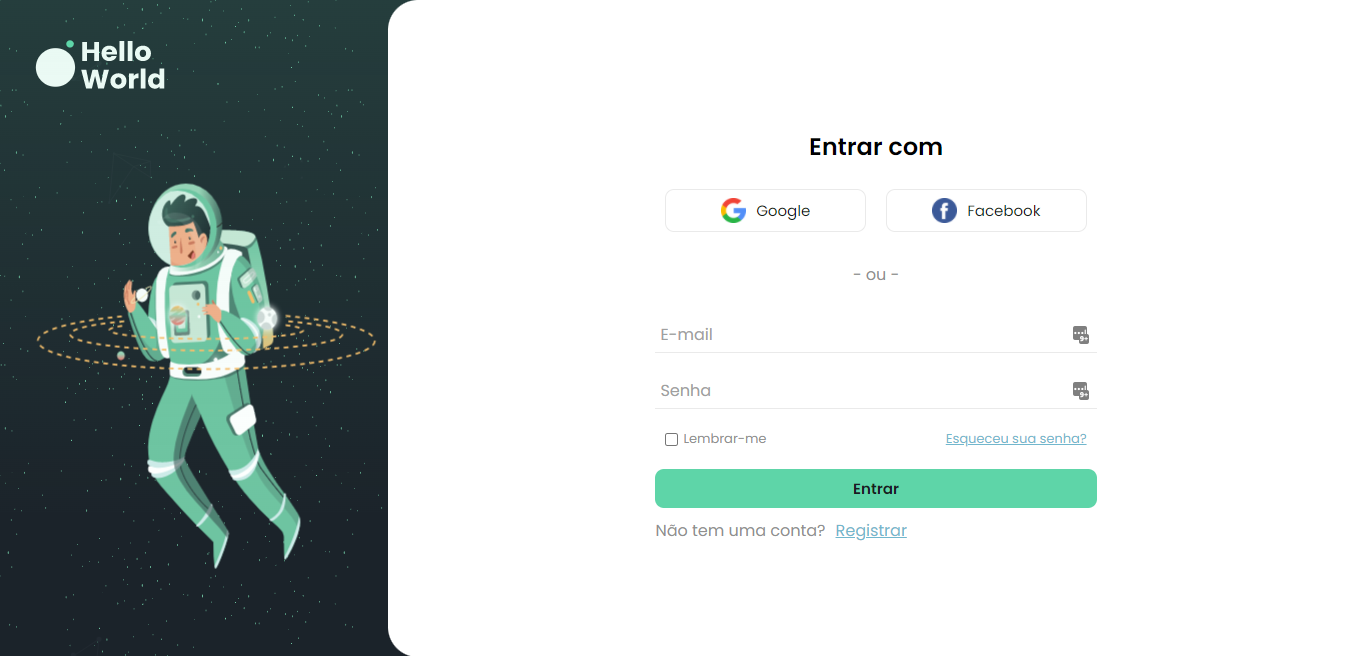 Hello
World
Entrar com
Google
Facebook
- ou -
E-mail
Senha
Lembrar-me
Esqueceu sua senha?
Entrar
Não tem uma conta? Registrar